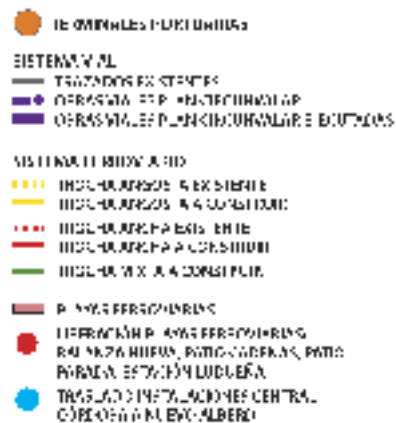 TERMINALES PORTUARIAS
SISTEMA VIAL
TRAZADOS EXISTENTES
OBRAS VIALES PLAN CIRCUNVALAR
OBRAS VIALES PLAN CIRCUNVALAR EJECUTADAS
SISTEMA FERROVIARIO
TROCHA ANGOSTA EXISTENTE
TROCHA ANGOSTA A CONSTRUIR
TROCHA ANCHA EXISTENTE
TROCHA ANCHA A CONSTRUIR
TROCHA MIXTA A CONSTRUIR
PLAYAS FERROVIARIAS
LIBERACIÓN PLAYAS FERROVIARIAS
BALANZA NUEVA, PATIO CADENAS, PATIO
PARADA, ESTACIÓN LUDUEÑA
TRASLADO INSTALACIONES CENTRAL
CÓRDOBA A NUEVO ALBERDI